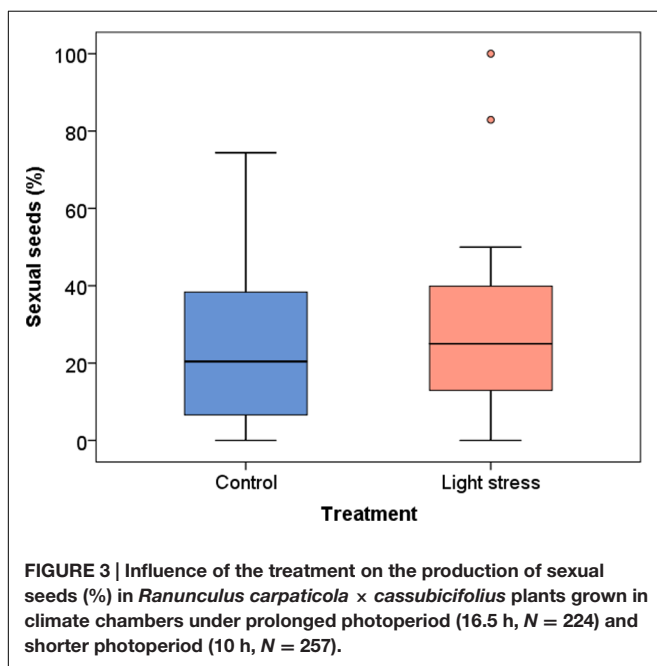 100
80
60
40
20
0
Sexual seeds (%)
Control
Light stress
Treatment
FIGURE 3 | Influence of the treatment on the production of sexual
seeds (%) in Ranunculus carpaticola × cassubicifolius plants grown in
climate chambers under prolonged photoperiod (16.5 h, N = 224) and
shorter photoperiod (10 h, N = 257).